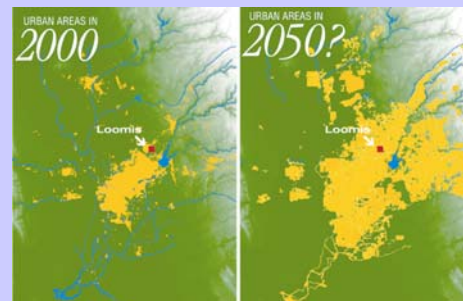 URBAN AREAS IN
2000
Loomis
URBAN AREAS IN
2050?
Loomis